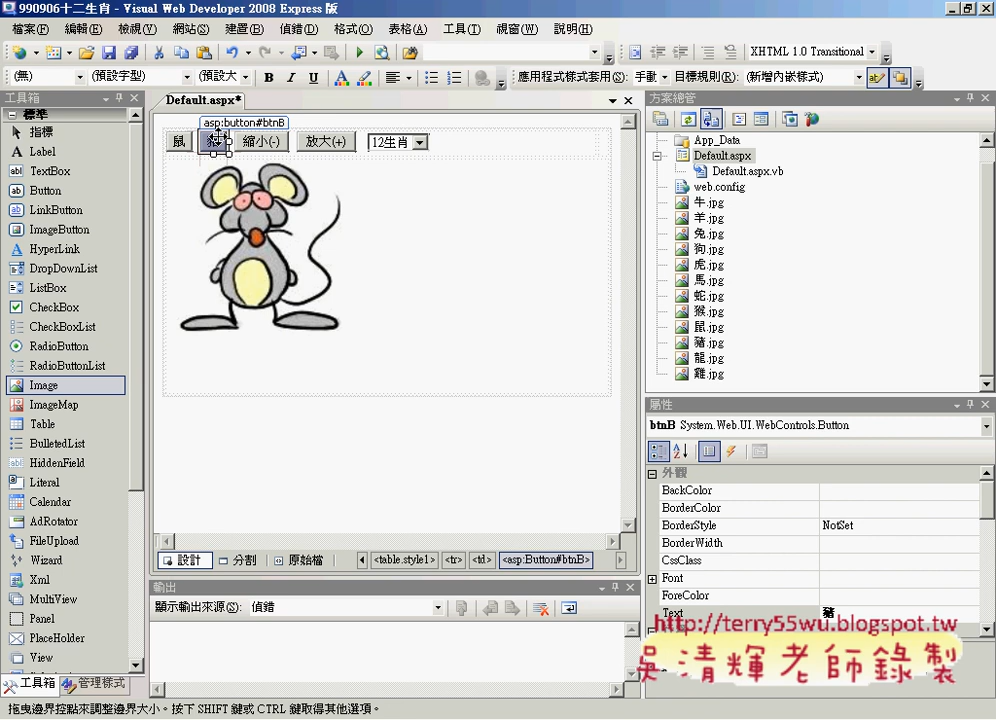 990906十二生肖 - Visual Web Developer 2008 Express 版
檔案(F) 編輯(E) 檢視(V) 網站(S) 建置(B) 偵錯(D) 格式(O) 表格(A) 工具(T) 視窗(W) 說明(H)
XHTML 1.0 Transitional
(無) (預設字型) (預設大 B I U A 應用程式樣式套用(S): 手動 目標規則(R): (新增內嵌樣式)
工具箱
標準
指標
Label
TextBox
Button
LinkButton
ImageButton
HyperLink
DropDownList
ListBox
CheckBox
CheckBoxList
RadioButton
RadioButtonList
Image
ImageMap
Table
BulletedList
HiddenField
Literal
Calendar
AdRotator
FileUpload
Wizard
Xml
MultiView
Panel
PlaceHolder
View
工具箱 管理樣式
Default.aspx*
asp:button#btnB
鼠 縮小(-) 放大(+) 12生肖
設計 分割 原始檔 <table.style1> <tr> <td> <asp:Button#btnB>
輸出
顯示輸出來源(S): 偵錯
方案總管
App_Data
Default.aspx
Default.aspx.vb
web.config
牛.jpg
羊.jpg
兔.jpg
狗.jpg
虎.jpg
馬.jpg
蛇.jpg
猴.jpg
鼠.jpg
豬.jpg
龍.jpg
雞.jpg
屬性
btnB System.Web.UI.WebControls.Button
外觀
BackColor
BorderColor
BorderStyle NotSet
BorderWidth
CssClass
Font
ForeColor
Text 豬
http://terry55wu.blogspot.tw
吳清輝老師錄製
拖曳邊界控點來調整邊界大小。按下 SHIFT 鍵或 CTRL 鍵取得其他選項。